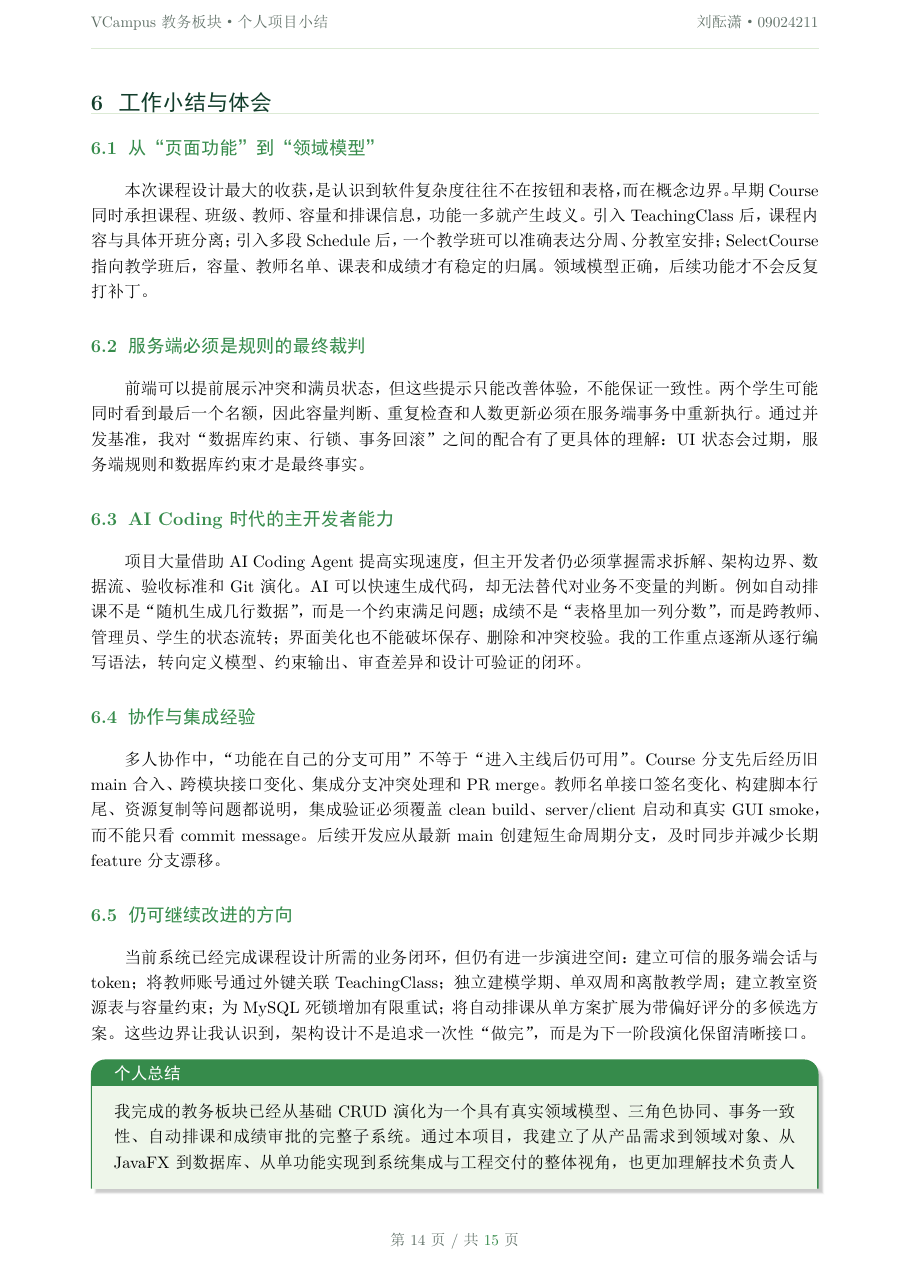 VCampus 教务板块 • 个人项目小结
刘酝潇 • 09024211
6 工作小结与体会
6.1 从“页面功能”到“领域模型”
本次课程设计最大的收获，是认识到软件复杂度往往不在按钮和表格，而在概念边界。早期 Course
同时承担课程、班级、教师、容量和排课信息，功能一多就产生歧义。引入 TeachingClass 后，课程内
容与具体开班分离；引入多段 Schedule 后，一个教学班可以准确表达分周、分教室安排；SelectCourse
指向教学班后，容量、教师名单、课表和成绩才有稳定的归属。领域模型正确，后续功能才不会反复
打补丁。
6.2 服务端必须是规则的最终裁判
前端可以提前展示冲突和满员状态，但这些提示只能改善体验，不能保证一致性。两个学生可能
同时看到最后一个名额，因此容量判断、重复检查和人数更新必须在服务端事务中重新执行。通过并
发基准，我对“数据库约束、行锁、事务回滚”之间的配合有了更具体的理解：UI 状态会过期，服
务端规则和数据库约束才是最终事实。
6.3 AI Coding 时代的主开发者能力
项目大量借助 AI Coding Agent 提高实现速度，但主开发者仍必须掌握需求拆解、架构边界、数
据流、验收标准和 Git 演化。AI 可以快速生成代码，却无法替代对业务不变量的判断。例如自动排
课不是“随机生成几行数据”，而是一个约束满足问题；成绩不是“表格里加一列分数”，而是跨教师、
管理员、学生的状态流转；界面美化也不能破坏保存、删除和冲突校验。我的工作重点逐渐从逐行编
写语法，转向定义模型、约束输出、审查差异和设计可验证的闭环。
6.4 协作与集成经验
多人协作中，“功能在自己的分支可用”不等于“进入主线后仍可用”。Course 分支先后经历旧
main 合入、跨模块接口变化、集成分支冲突处理和 PR merge。教师名单接口签名变化、构建脚本行
尾、资源复制等问题都说明，集成验证必须覆盖 clean build、server/client 启动和真实 GUI smoke，
而不能只看 commit message。后续开发应从最新 main 创建短生命周期分支，及时同步并减少长期
feature 分支漂移。
6.5 仍可继续改进的方向
当前系统已经完成课程设计所需的业务闭环，但仍有进一步演进空间：建立可信的服务端会话与
token；将教师账号通过外键关联 TeachingClass；独立建模学期、单双周和离散教学周；建立教室资
源表与容量约束；为 MySQL 死锁增加有限重试；将自动排课从单方案扩展为带偏好评分的多候选方
案。这些边界让我认识到，架构设计不是追求一次性“做完”，而是为下一阶段演化保留清晰接口。
个人总结
我完成的教务板块已经从基础 CRUD 演化为一个具有真实领域模型、三角色协同、事务一致
性、自动排课和成绩审批的完整子系统。通过本项目，我建立了从产品需求到领域对象、从
JavaFX 到数据库、从单功能实现到系统集成与工程交付的整体视角，也更加理解技术负责人
第 14 页 / 共 15 页